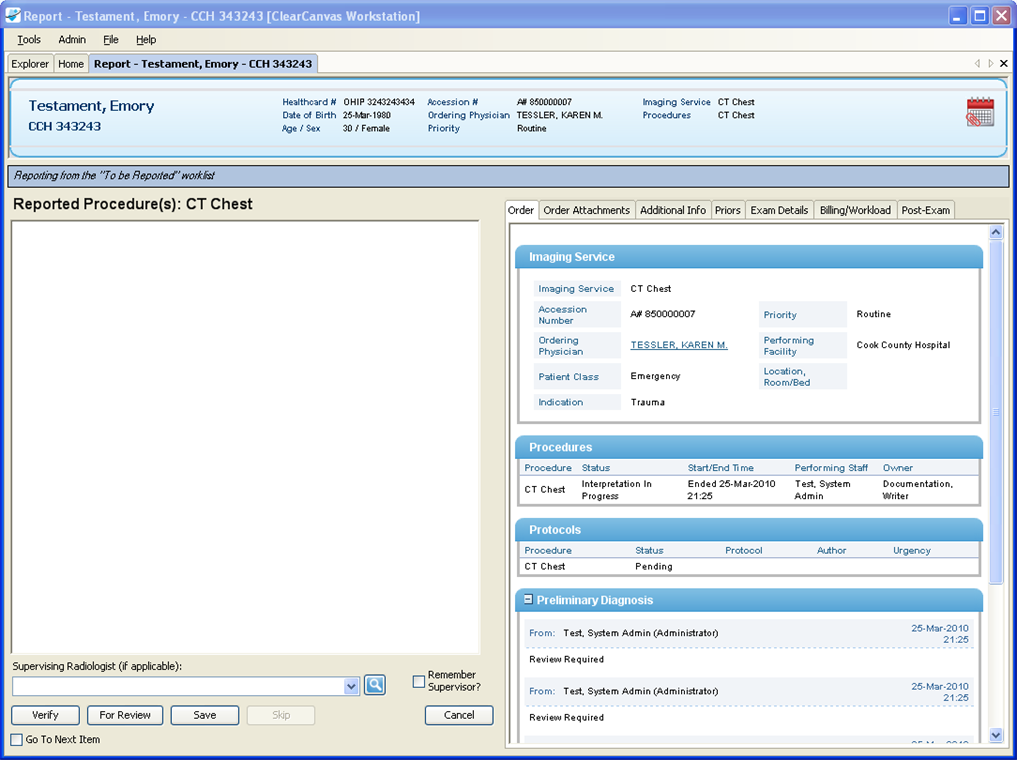 Report - Testament, Emory - CCH 343243 [ClearCanvas Workstation]
Tools Admin File Help
Explorer Home Report - Testament, Emory - CCH 343243
Testament, Emory
CCH 343243
Healthcard # OHIP 3243243434 Accession # A# 850000007 Imaging Service CT Chest
Date of Birth 25-Mar-1980 Ordering Physician TESSLER, KAREN M. Procedures CT Chest
Age / Sex 30 / Female Priority Routine
Reporting from the "To be Reported" worklist
Reported Procedure(s): CT Chest
Supervising Radiologist (if applicable):
Remember
Supervisor?
Verify For Review Save Skip Cancel
Go To Next Item
Order Order Attachments Additional Info Priors Exam Details Billing/Workload Post-Exam
Imaging Service
Imaging Service CT Chest
Accession
Number A# 850000007 Priority Routine
Ordering
Physician TESSLER, KAREN M. Performing
Facility Cook County Hospital
Patient Class Emergency Location,
Room/Bed
Indication Trauma
Procedures
Procedure Status Start/End Time Performing Staff Owner
CT Chest Interpretation In
Progress Ended 25-Mar-2010
21:25 Test, System
Admin Documentation,
Writer
Protocols
Procedure Status Protocol Author Urgency
CT Chest Pending
Preliminary Diagnosis
From: Test, System Admin (Administrator) 25-Mar-2010
21:25
Review Required
From: Test, System Admin (Administrator) 25-Mar-2010
21:25
Review Required